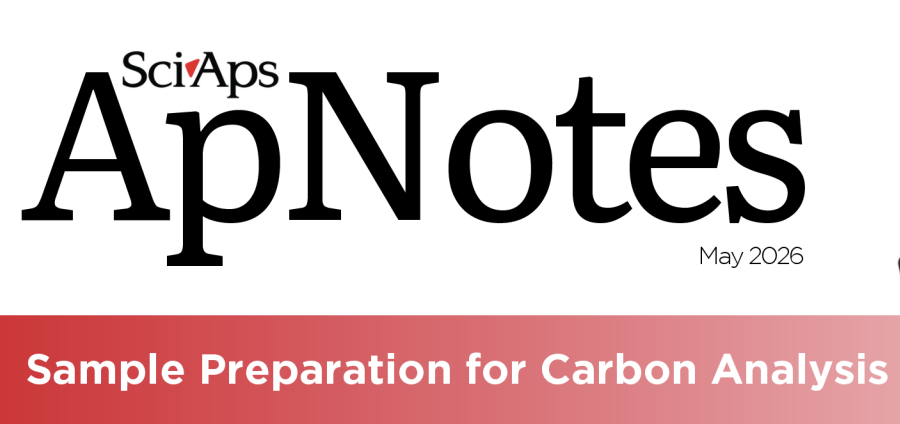 SciAps
ApNotes
May 2026
Sample Preparation for Carbon Analysis